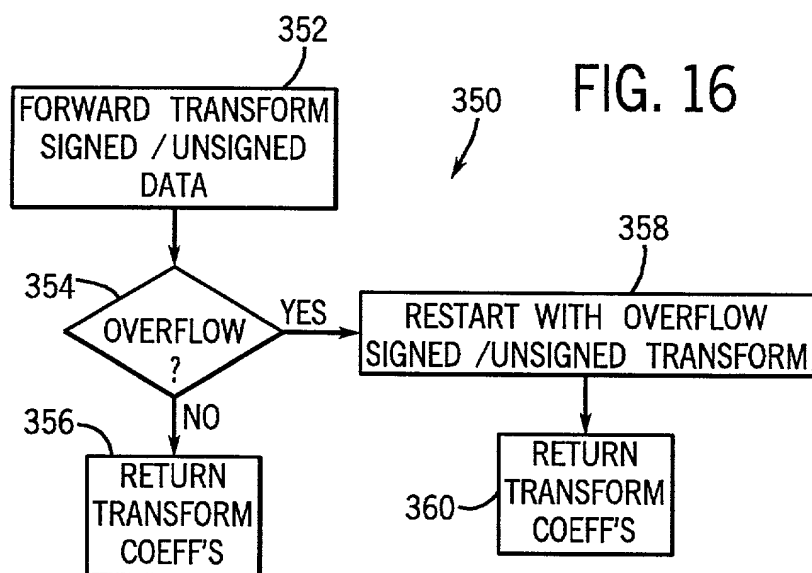 352
FIG. 16
350
FORWARD TRANSFORM
SIGNED / UNSIGNED
DATA
354
OVERFLOW
?
YES
NO
358
RESTART WITH OVERFLOW
SIGNED /UNSIGNED TRANSFORM
356
RETURN
TRANSFORM
COEFF'S
360
RETURN
TRANSFORM
COEFF'S